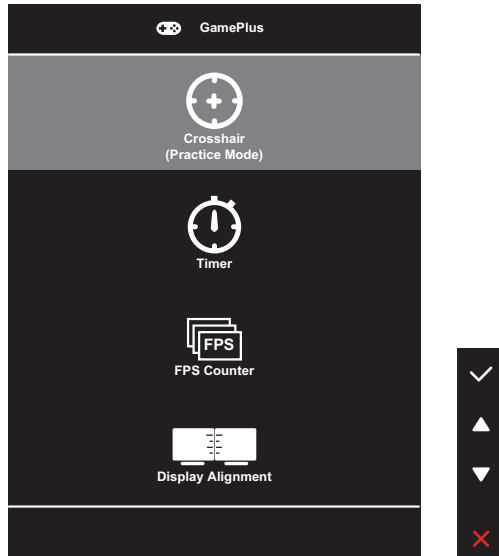 GamePlus
Crosshair
(Practice Mode)
Timer
FPS
FPS Counter
Display Alignment